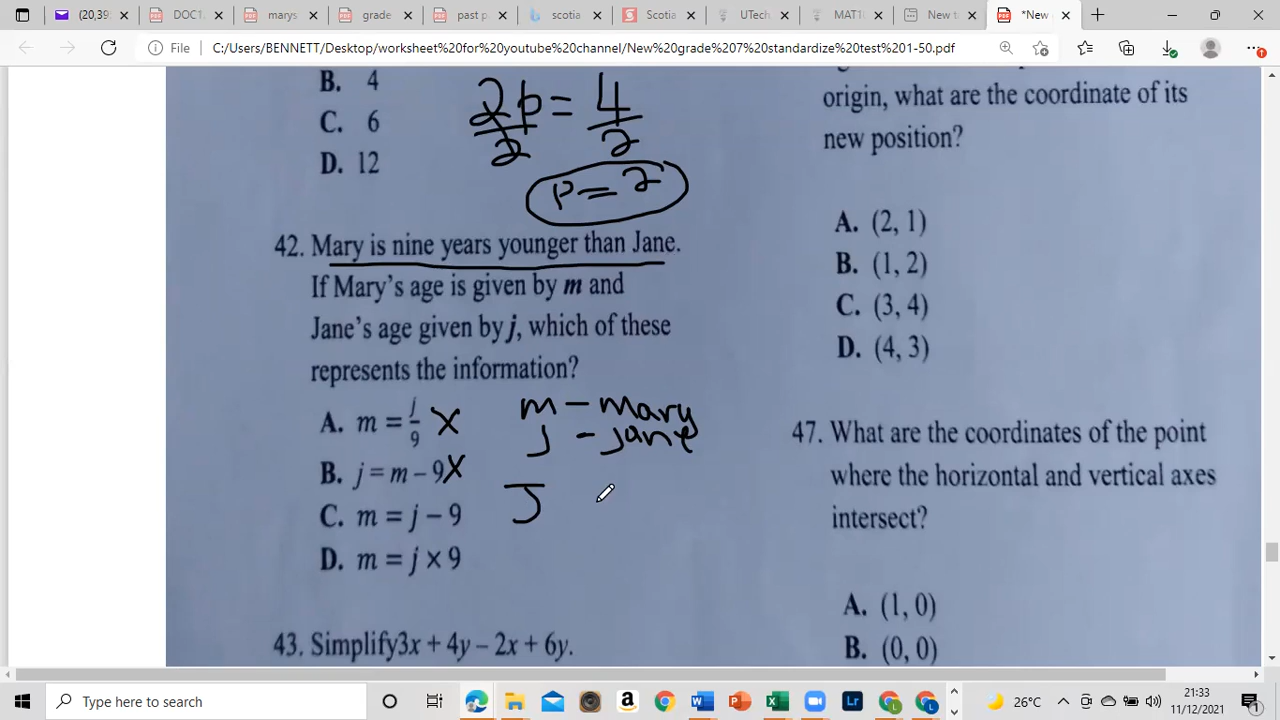 (20,39.
DOC1.
marys
grade
past p
scotia
Scotia
UTech
MAT1(
New t
*New
File
C:/Users/BENNETT/Desktop/worksheet%20for%20youtube%20channel/New%20grade%207%20standardize%20test%201-50.pdf
B. 4
C. 6
D. 12
2p = 4
2 2
P = 2
42. Mary is nine years younger than Jane.
If Mary's age is given by m and
Jane's age given by j, which of these
represents the information?
A. m = j/9 X
B. j = m – 9 X
C. m = j – 9
D. m = j × 9
m – mary
j – jane
J
43. Simplify3x + 4y – 2x + 6y.
origin, what are the coordinate of its
new position?
A. (2, 1)
B. (1, 2)
C. (3, 4)
D. (4, 3)
47. What are the coordinates of the point
where the horizontal and vertical axes
intersect?
A. (1, 0)
B. (0, 0)
Type here to search
26°C
21:33
11/12/2021